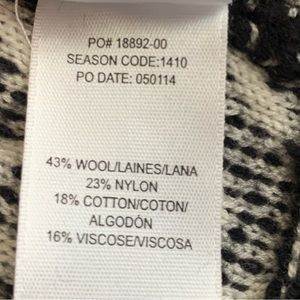 PO# 18892-00
SEASON CODE:1410
PO DATE: 050114
43% WOOL/LAINES/LANA
23% NYLON
18% COTTON/COTON/
ALGODÓN
16% VISCOSE/VISCOSA